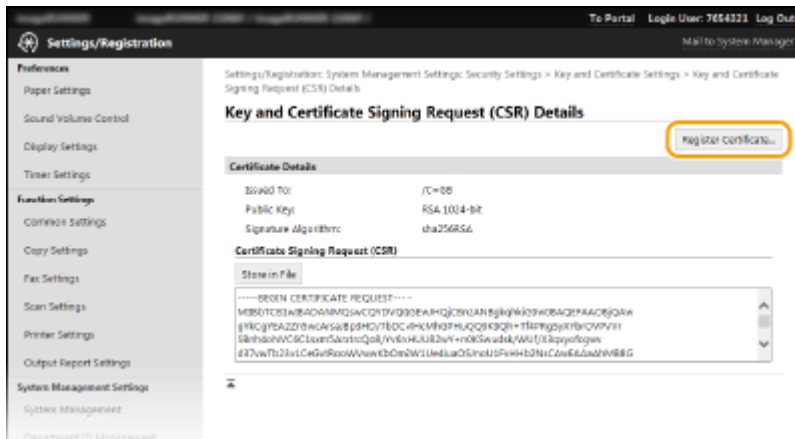 To Portal Login User: 7654321 Log Out
Settings/Registration
Mail to System Manager
Preferences
Paper Settings
Sound Volume Control
Display Settings
Timer Settings
Function Settings
Common Settings
Copy Settings
Fax Settings
Scan Settings
Printer Settings
Output Report Settings
System Management Settings
System Management
Department ID Management
Settings/Registration: System Management Settings: Security Settings > Key and Certificate Settings > Key and Certificate
Signing Request (CSR) Details
Key and Certificate Signing Request (CSR) Details
Register Certificate...
Certificate Details
Issued To: /C=GB
Public Key: RSA 1024-bit
Signature Algorithm: sha256RSA
Certificate Signing Request (CSR)
Store in File
-----BEGIN CERTIFICATE REQUEST-----